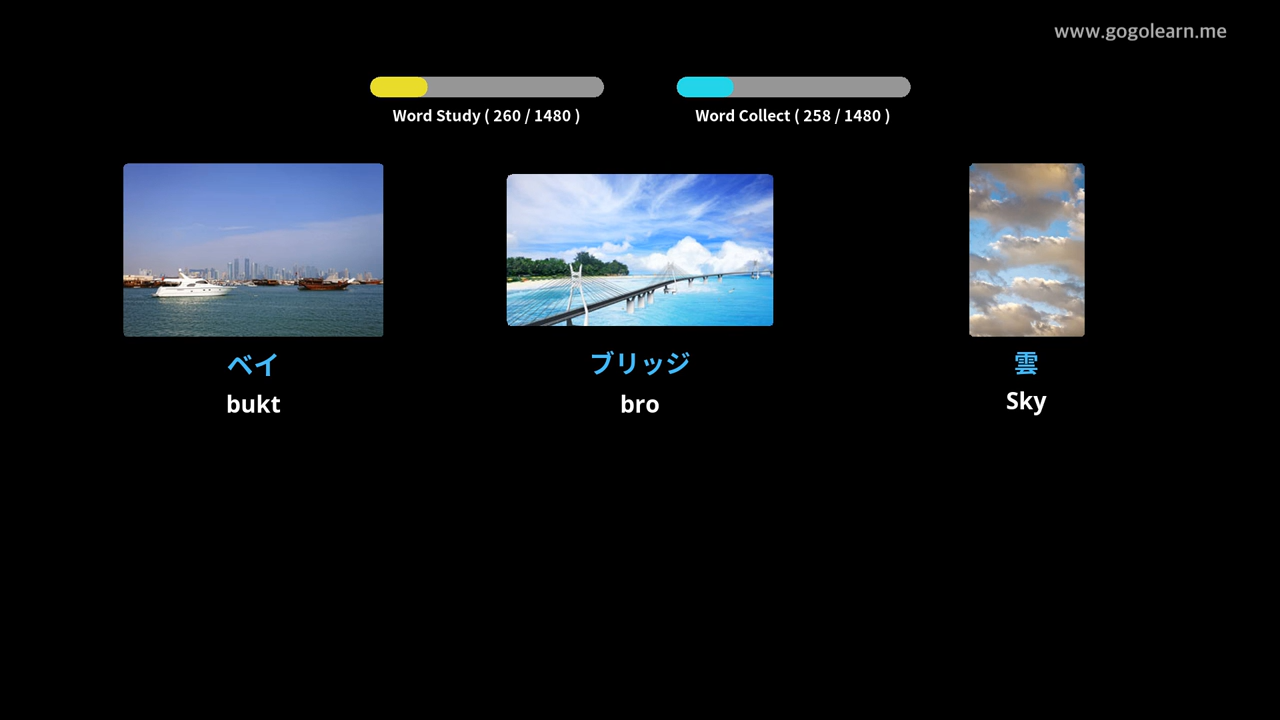 www.gogolearn.me
Word Study ( 260 / 1480 )
Word Collect ( 258 / 1480 )
ベイ
bukt
ブリッジ
bro
雲
Sky